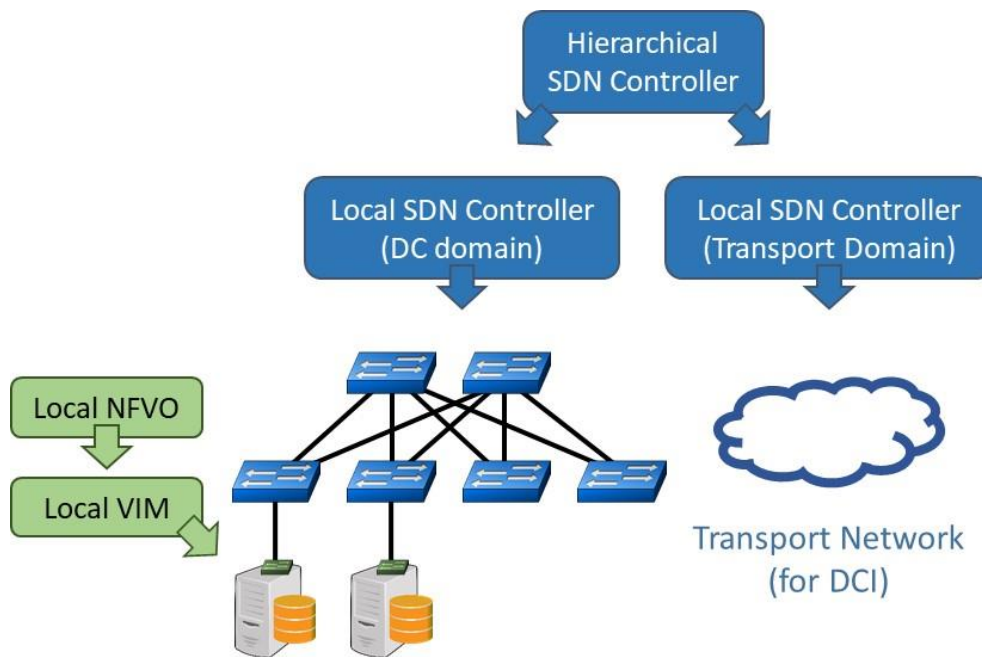 Hierarchical
SDN Controller
Local SDN Controller
(DC domain)
Local SDN Controller
(Transport Domain)
Local NFVO
Local VIM
Transport Network
(for DCI)